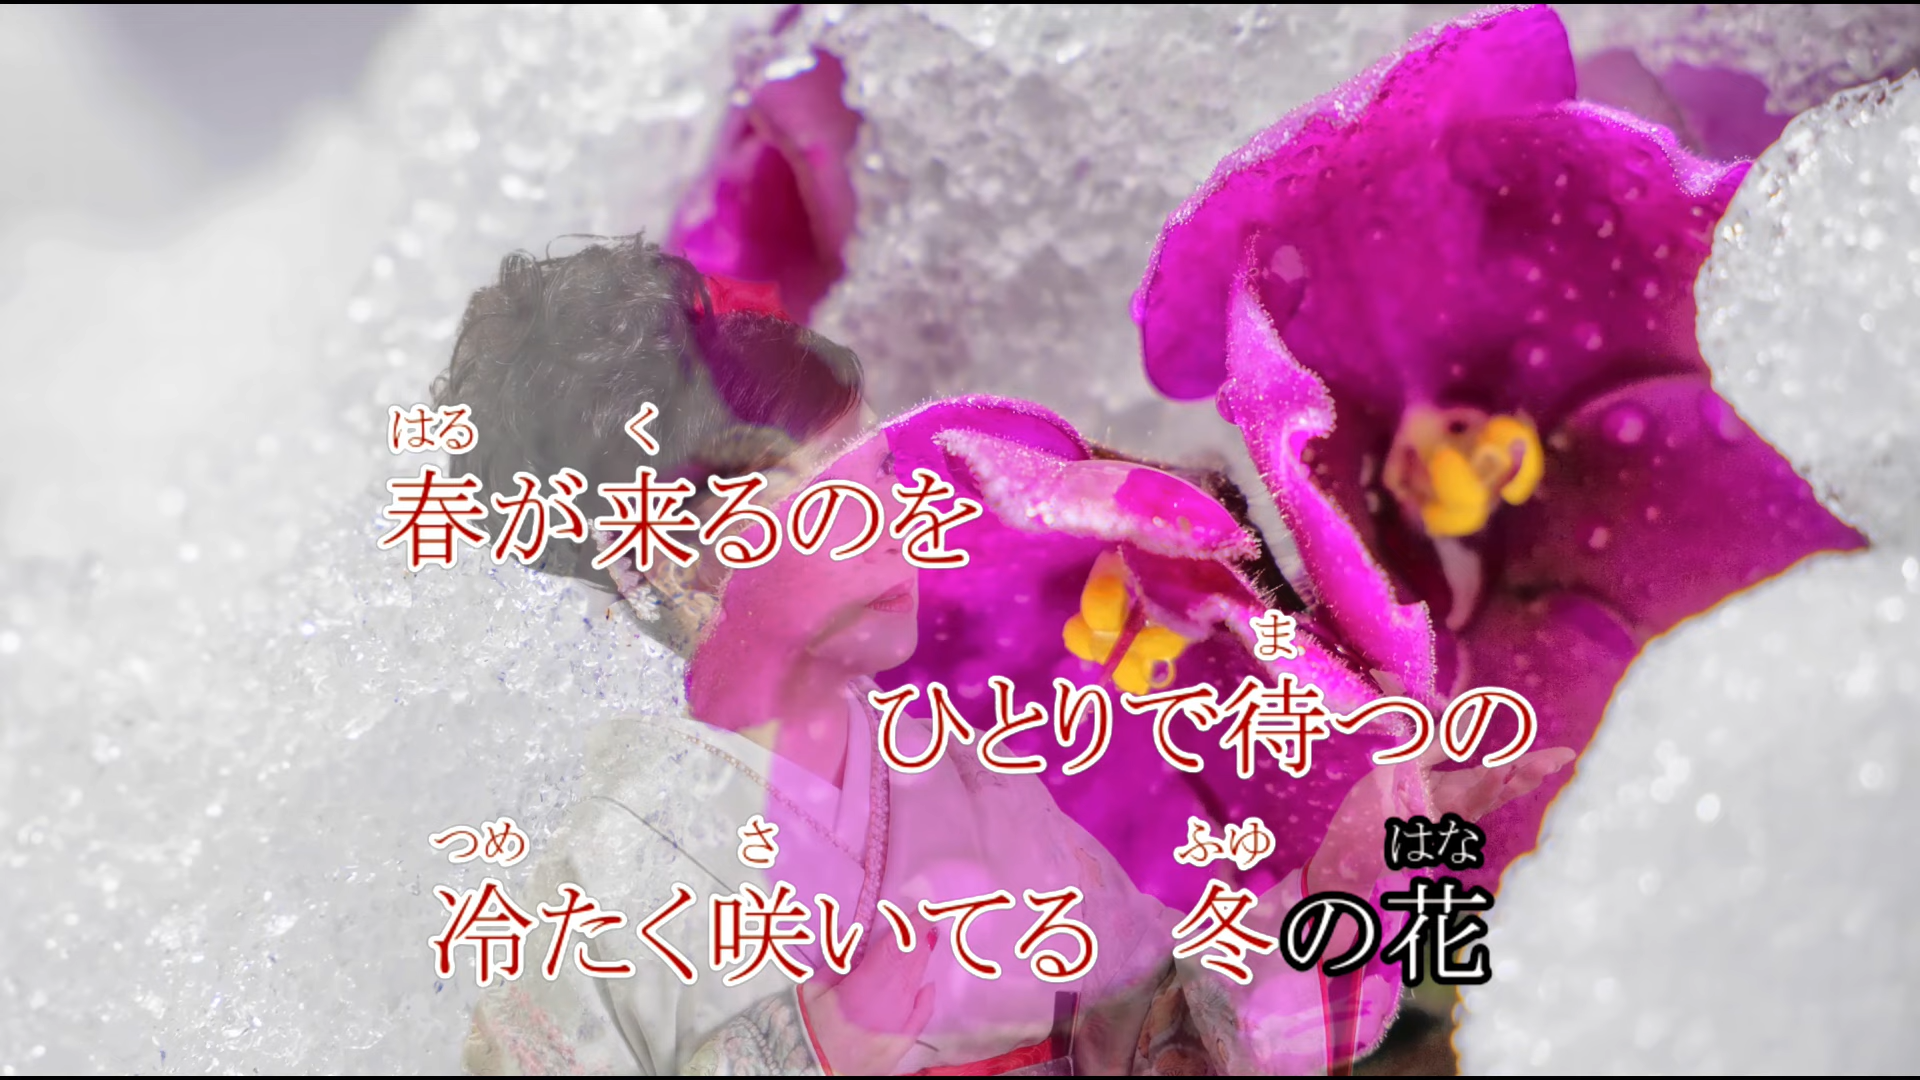 はる く
春が来るのを
ま
ひとりで待つの
つめ さ ふゆ はな
冷たく咲いてる 冬の花